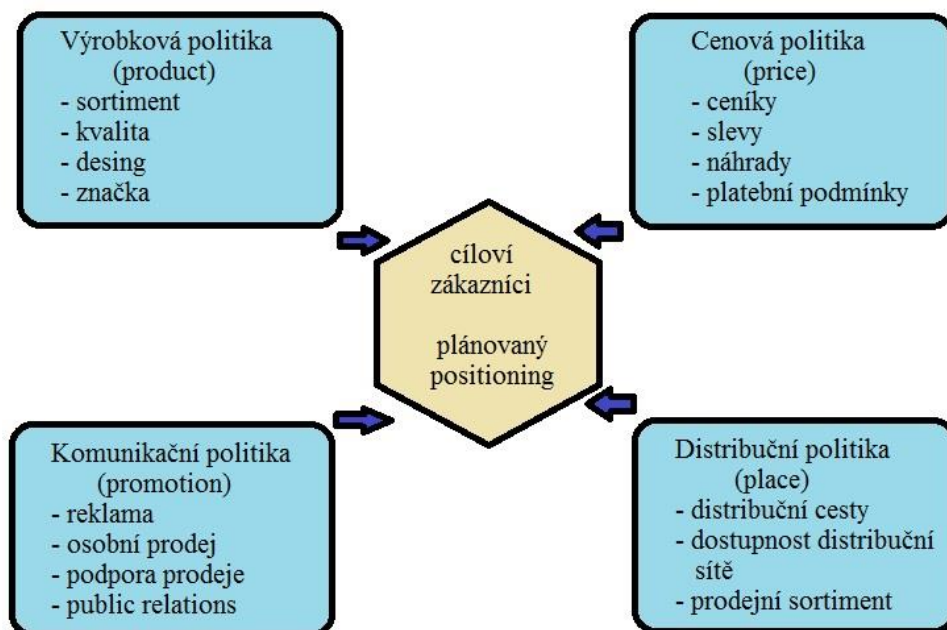 Výrobková politika
(product)
- sortiment
- kvalita
- desing
- značka
Cenová politika
(price)
- ceníky
- slevy
- náhrady
- platební podmínky
cíloví
zákazníci
plánovaný
positioning
Komunikační politika
(promotion)
- reklama
- osobní prodej
- podpora prodeje
- public relations
Distribuční politika
(place)
- distribuční cesty
- dostupnost distribuční
sítě
- prodejní sortiment